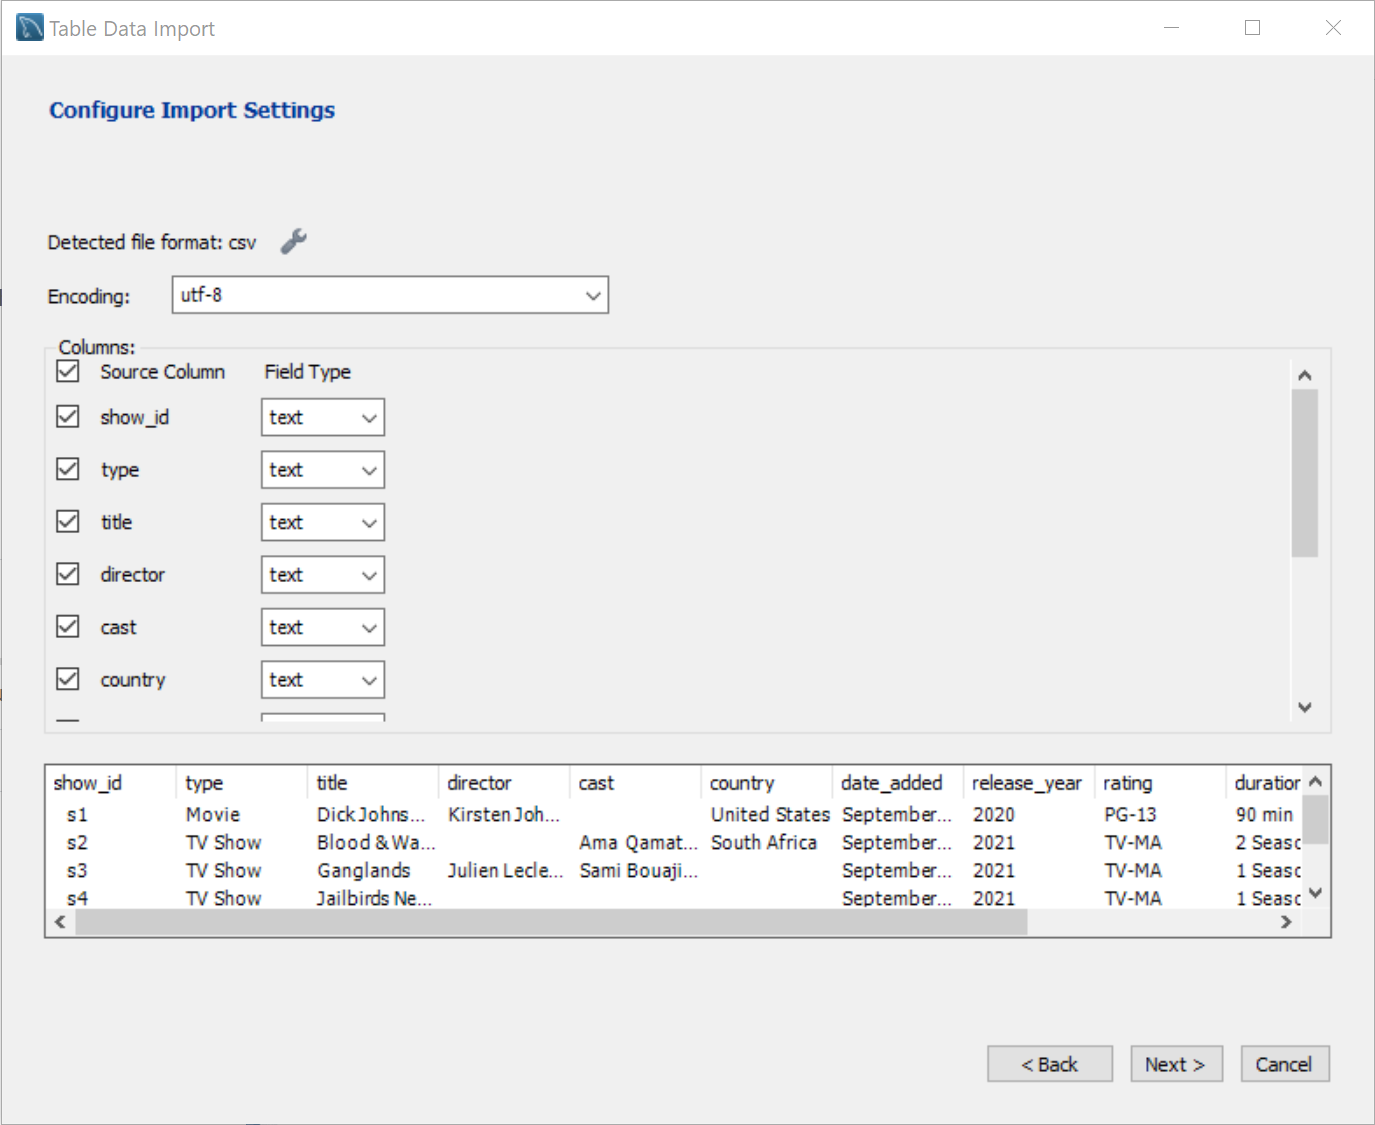 Table Data Import
Configure Import Settings
Detected file format: csv
Encoding: utf-8
Columns:
Source Column Field Type
show_id text
type text
title text
director text
cast text
country text
show_id type title director cast country date_added release_year rating duration
s1 Movie Dick Johns... Kirsten Joh... United States September... 2020 PG-13 90 min
s2 TV Show Blood & Wa... Ama Qamat... South Africa September... 2021 TV-MA 2 Seasc
s3 TV Show Ganglands Julien Lecle... Sami Bouaji... September... 2021 TV-MA 1 Seasc
s4 TV Show Jailbirds Ne... September... 2021 TV-MA 1 Seasc
< Back Next > Cancel